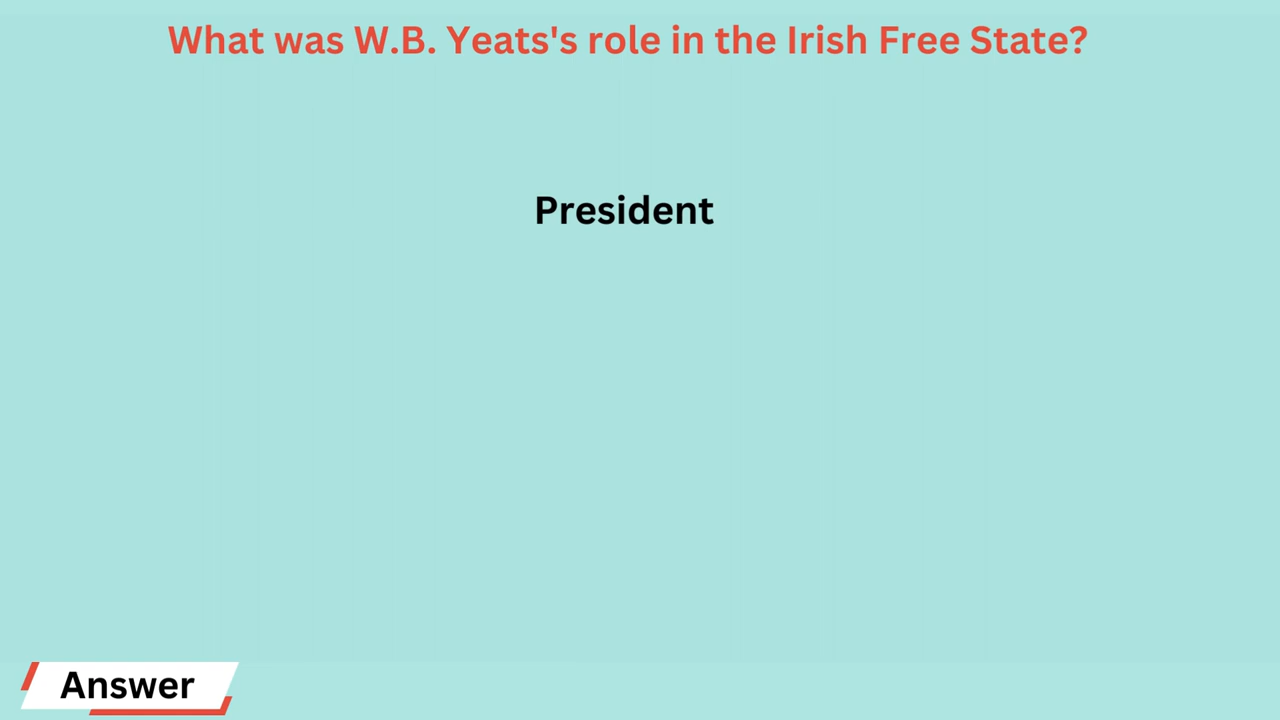 What was W.B. Yeats's role in the Irish Free State?
President
Answer